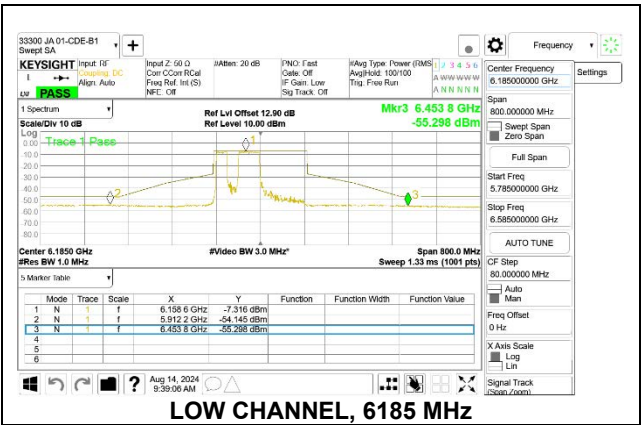 33300 JA 01-CDE-B1
Swept SA
Frequency
KEYSIGHT Input: RF Input Z: 50 Ω #Atten: 20 dB PNO: Fast #Avg Type: Power (RMS 1 2 3 4 5 6
Coupling: DC Corr CCorr RCal Gate: Off Avg|Hold: 100/100 A W W W W W
Align: Auto Freq Ref: Int (S) IF Gain: Low Trig: Free Run
NFE: Off Sig Track: Off A N N N N N
PASS
1 Spectrum
Ref Lvl Offset 12.90 dB Mkr3 6.453 8 GHz
Scale/Div 10 dB Ref Level 10.00 dBm -55.298 dBm
Log
Trace 1 Pass
0.00
10.0
20.0
30.0
40.0
50.0
60.0
70.0
80.0
1
2
3
Center 6.1850 GHz #Video BW 3.0 MHz* Span 800.0 MHz
#Res BW 1.0 MHz Sweep 1.33 ms (1001 pts)
5 Marker Table
Mode Trace Scale X Y Function Function Width Function Value
1 N 1 f 6.158 6 GHz -7.316 dBm
2 N 1 f 5.912 2 GHz -54.145 dBm
3 N 1 f 6.453 8 GHz -55.298 dBm
4
5
6
Aug 14, 2024
9:39:06 AM
Center Frequency
6.185000000 GHz
Settings
Span
800.000000 MHz
Swept Span
Zero Span
Full Span
Start Freq
5.785000000 GHz
Stop Freq
6.585000000 GHz
AUTO TUNE
CF Step
80.000000 MHz
Auto
Man
Freq Offset
0 Hz
X Axis Scale
Log
Lin
Signal Track
(Span Zoom)
LOW CHANNEL, 6185 MHz